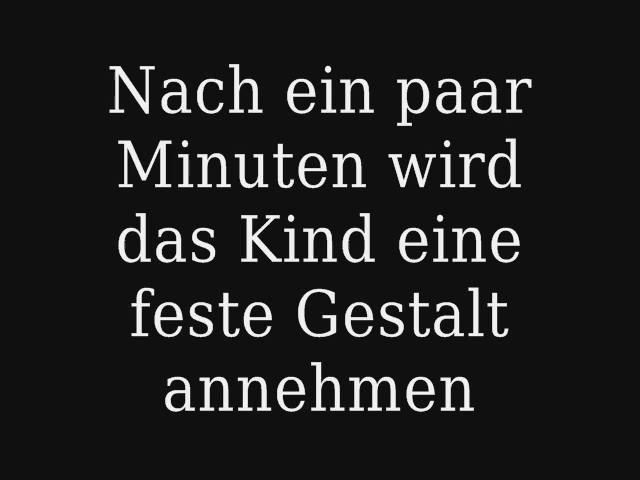 Nach ein paar
Minuten wird
das Kind eine
feste Gestalt
annehmen